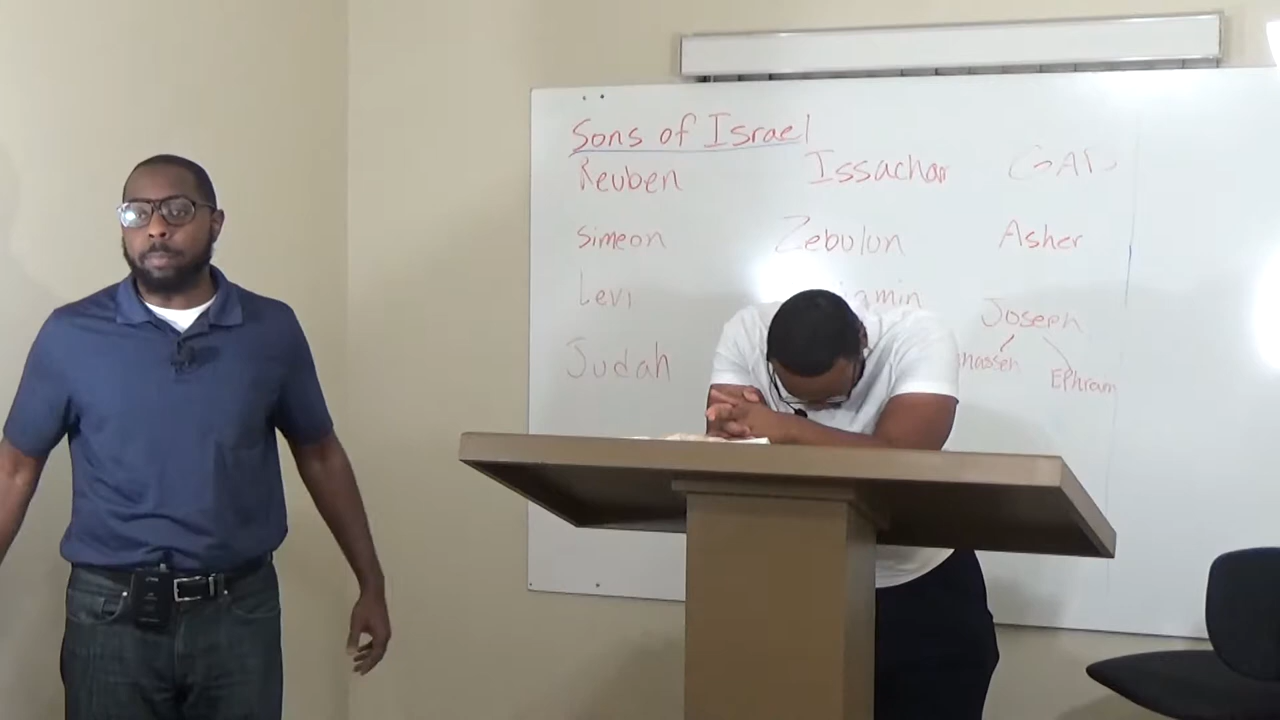 Sons of Israel
Reuben Issachar GAD
Simeon Zebulun Asher
Levi
Joseph
Judah
Ephram